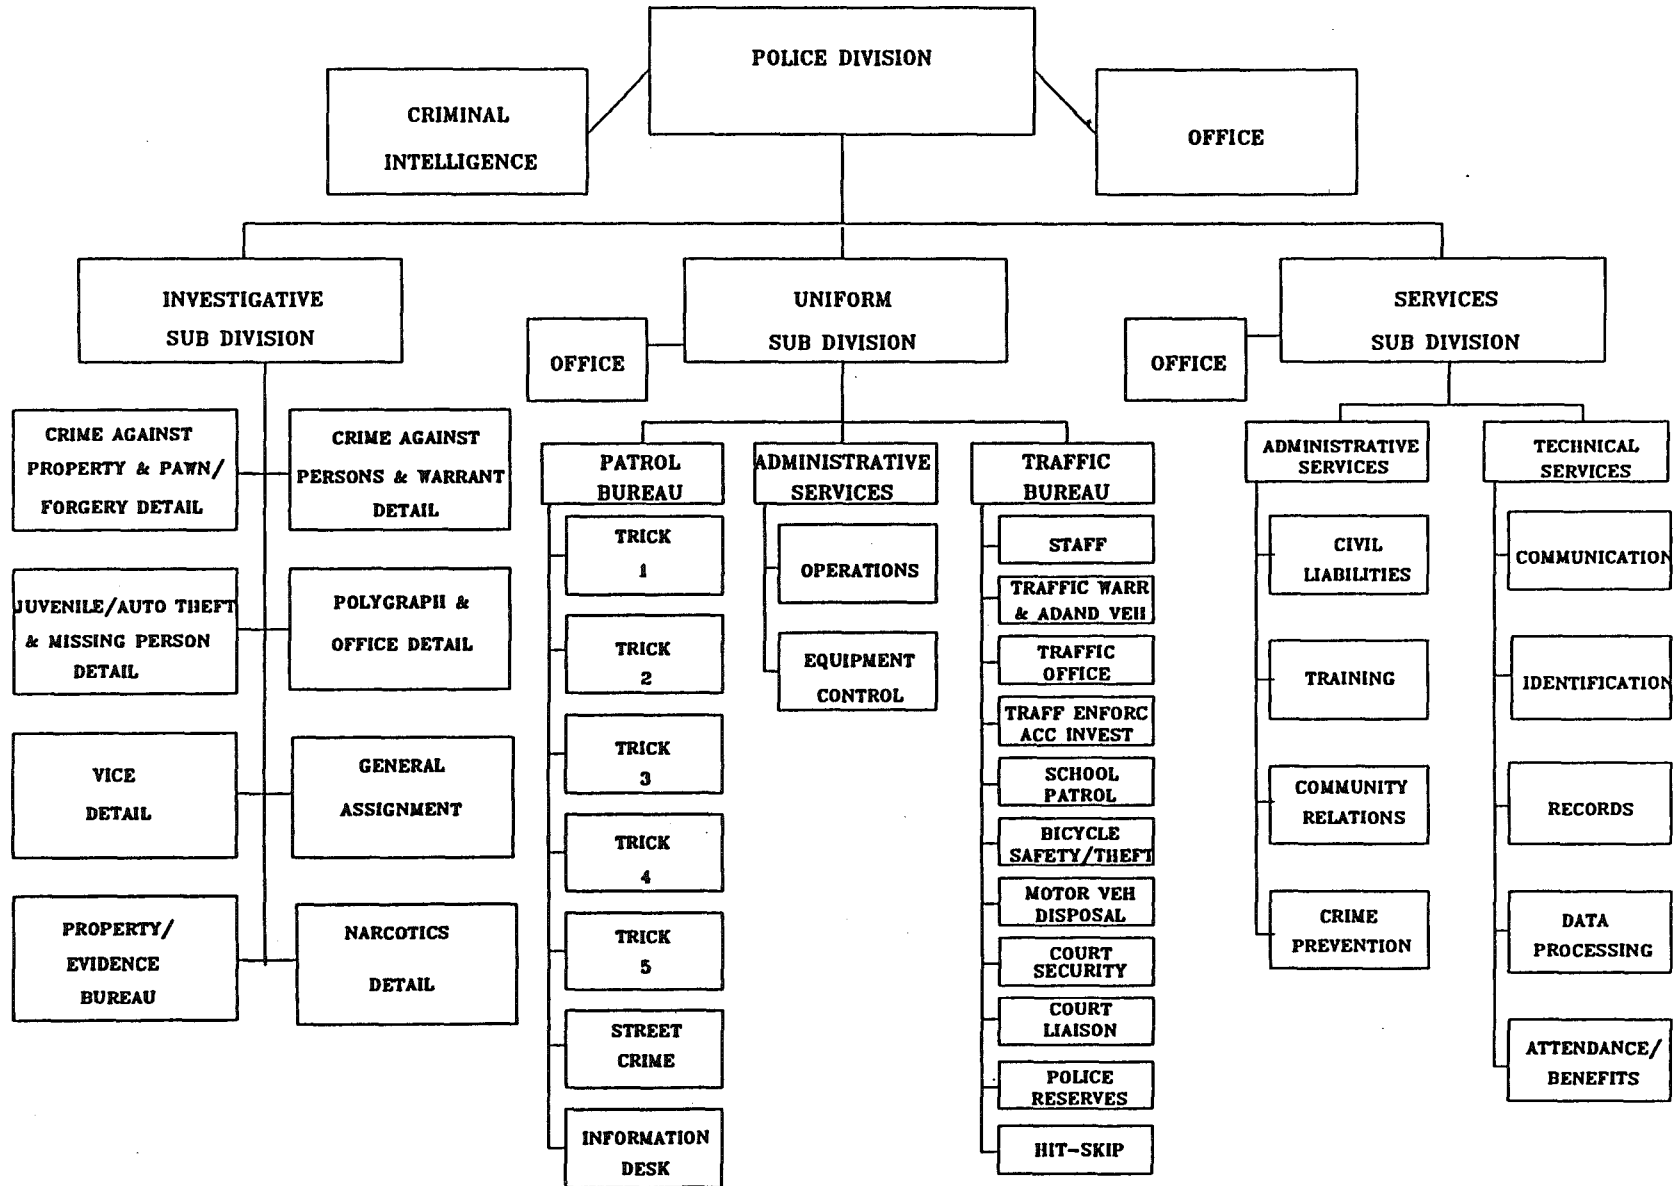 POLICE DIVISION
CRIMINAL
INTELLIGENCE
OFFICE
INVESTIGATIVE
SUB DIVISION
UNIFORM
SUB DIVISION
OFFICE
SERVICES
SUB DIVISION
OFFICE
CRIME AGAINST
PROPERTY & PAWN/
FORGERY DETAIL
CRIME AGAINST
PERSONS & WARRANT
DETAIL
JUVENILE/AUTO THEFT
& MISSING PERSON
DETAIL
POLYGRAPH &
OFFICE DETAIL
VICE
DETAIL
GENERAL
ASSIGNMENT
PROPERTY/
EVIDENCE
BUREAU
NARCOTICS
DETAIL
PATROL
BUREAU
TRICK
1
TRICK
2
TRICK
3
TRICK
4
TRICK
5
STREET
CRIME
INFORMATION
DESK
ADMINISTRATIVE
SERVICES
OPERATIONS
EQUIPMENT
CONTROL
TRAFFIC
BUREAU
STAFF
TRAFFIC WARR
& ADAND VEH
TRAFFIC
OFFICE
TRAFF ENFORC
ACC INVEST
SCHOOL
PATROL
BICYCLE
SAFETY/THEFT
MOTOR VEH
DISPOSAL
COURT
SECURITY
COURT
LIAISON
POLICE
RESERVES
HIT-SKIP
ADMINISTRATIVE
SERVICES
CIVIL
LIABILITIES
TRAINING
COMMUNITY
RELATIONS
CRIME
PREVENTION
TECHNICAL
SERVICES
COMMUNICATION
IDENTIFICATION
RECORDS
DATA
PROCESSING
ATTENDANCE/
BENEFITS